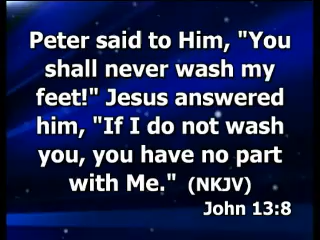 Peter said to Him, "You
shall never wash my
feet!" Jesus answered
him, "If I do not wash
you, you have no part
with Me." (NKJV)
John 13:8